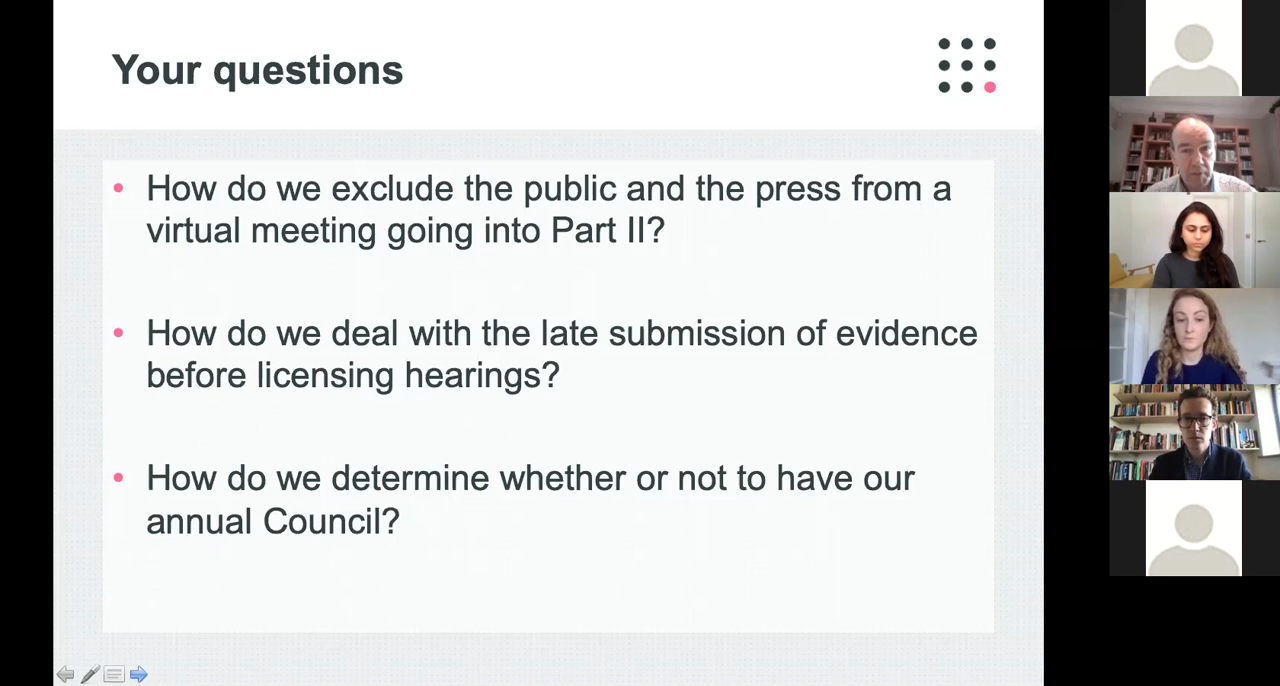 Your questions
• How do we exclude the public and the press from a
virtual meeting going into Part II?
• How do we deal with the late submission of evidence
before licensing hearings?
• How do we determine whether or not to have our
annual Council?